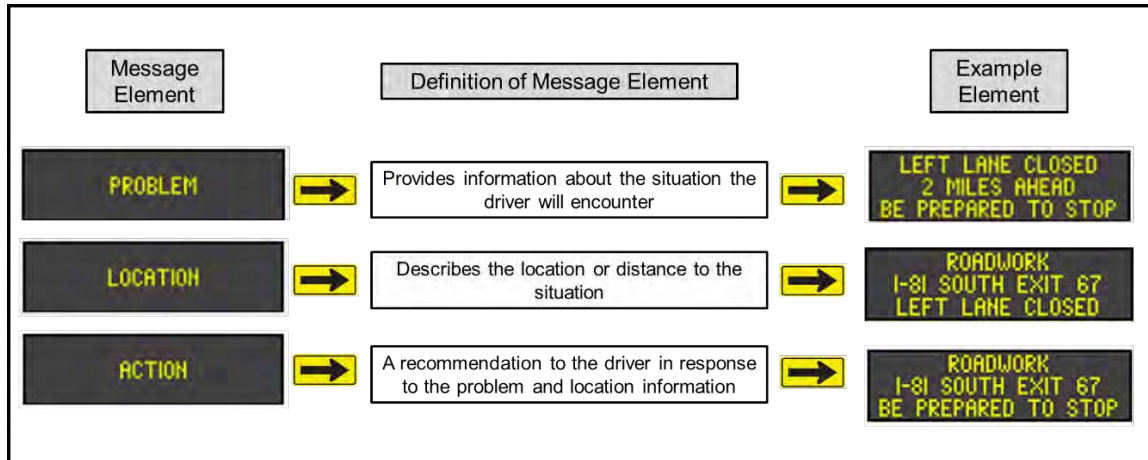 Message
Element
Definition of Message Element
Example
Element
PROBLEM
Provides information about the situation the
driver will encounter
LEFT LANE CLOSED
2 MILES AHEAD
BE PREPARED TO STOP
LOCATION
Describes the location or distance to the
situation
ROADWORK
I-81 SOUTH EXIT 67
LEFT LANE CLOSED
ACTION
A recommendation to the driver in response
to the problem and location information
ROADWORK
I-81 SOUTH EXIT 67
BE PREPARED TO STOP